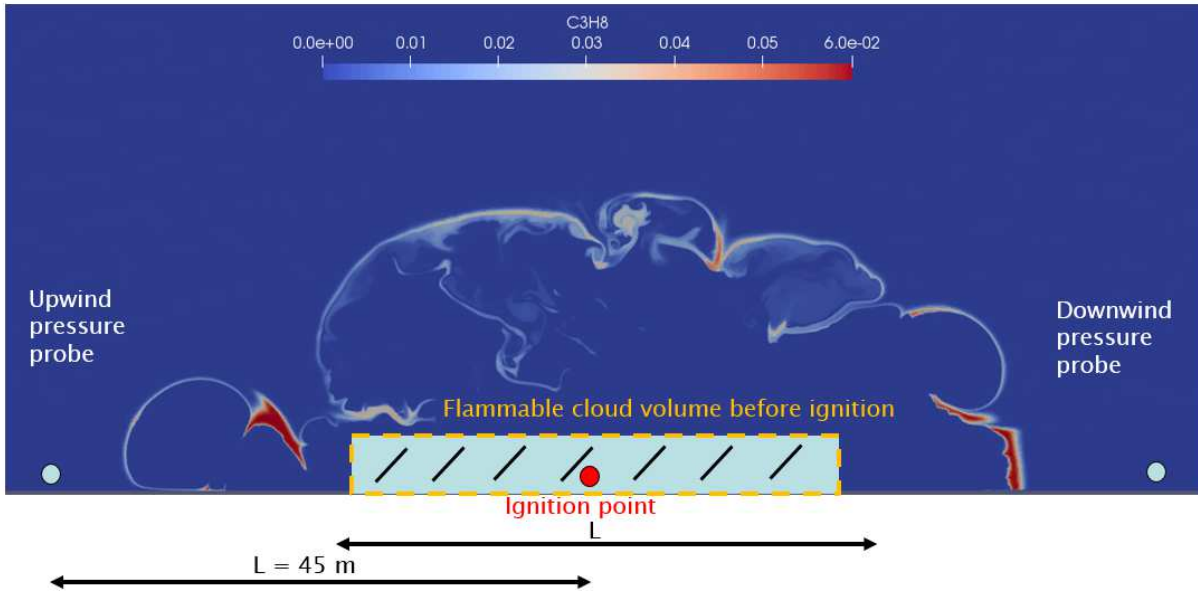 C3H8
0.0e+00 0.01 0.02 0.03 0.04 0.05 6.0e-02
Upwind
pressure
probe
Downwind
pressure
probe
Flammable cloud volume before ignition
Ignition point
L
L = 45 m